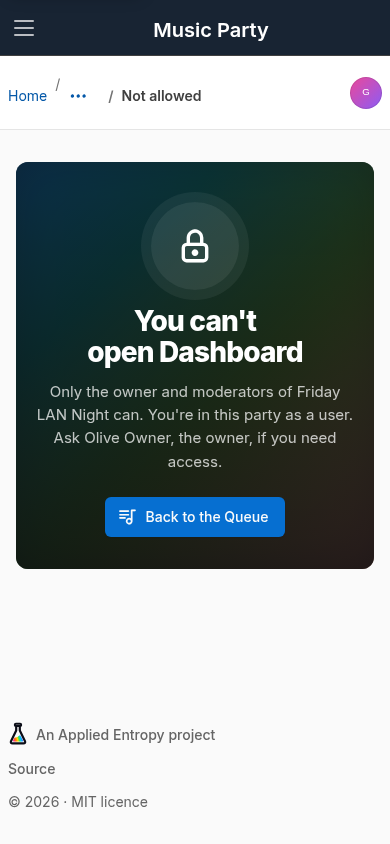 Music Party
Home / ••• / Not allowed
G
You can't
open Dashboard
Only the owner and moderators of Friday
LAN Night can. You're in this party as a user.
Ask Olive Owner, the owner, if you need
access.
Back to the Queue
An Applied Entropy project
Source
© 2026 · MIT licence